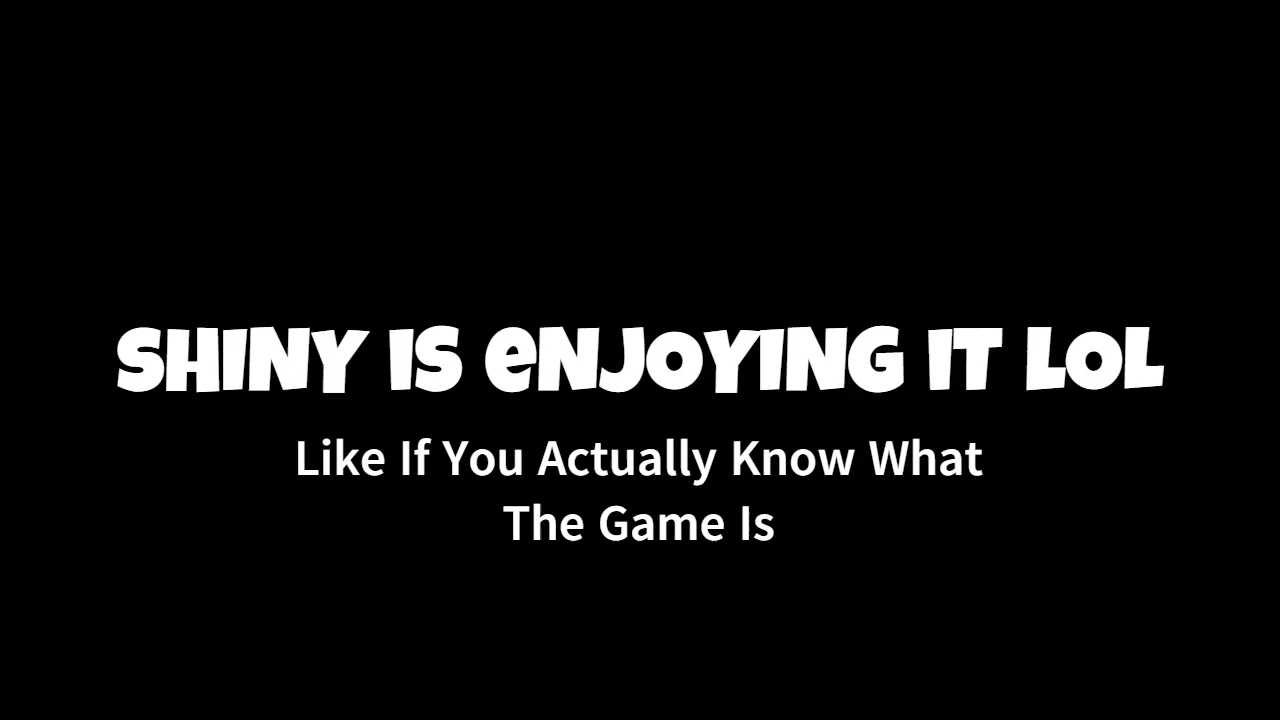 SHINY IS eNJOYING IT LoL
Like If You Actually Know What
The Game Is